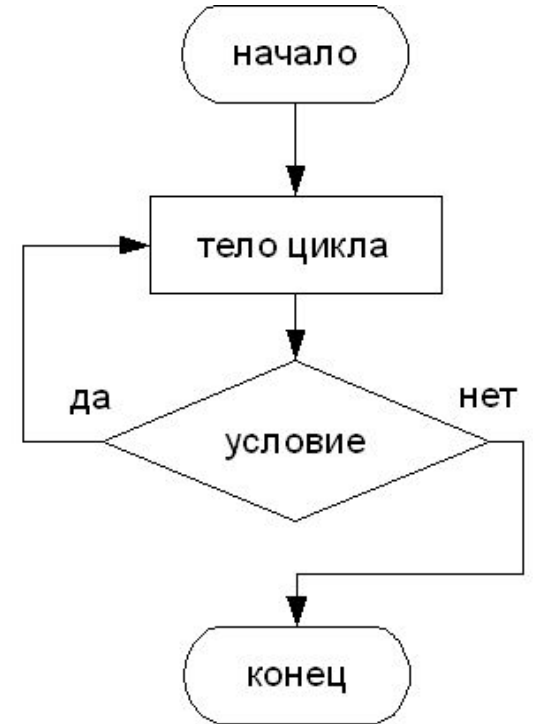 начало
тело цикла
да
нет
условие
конец